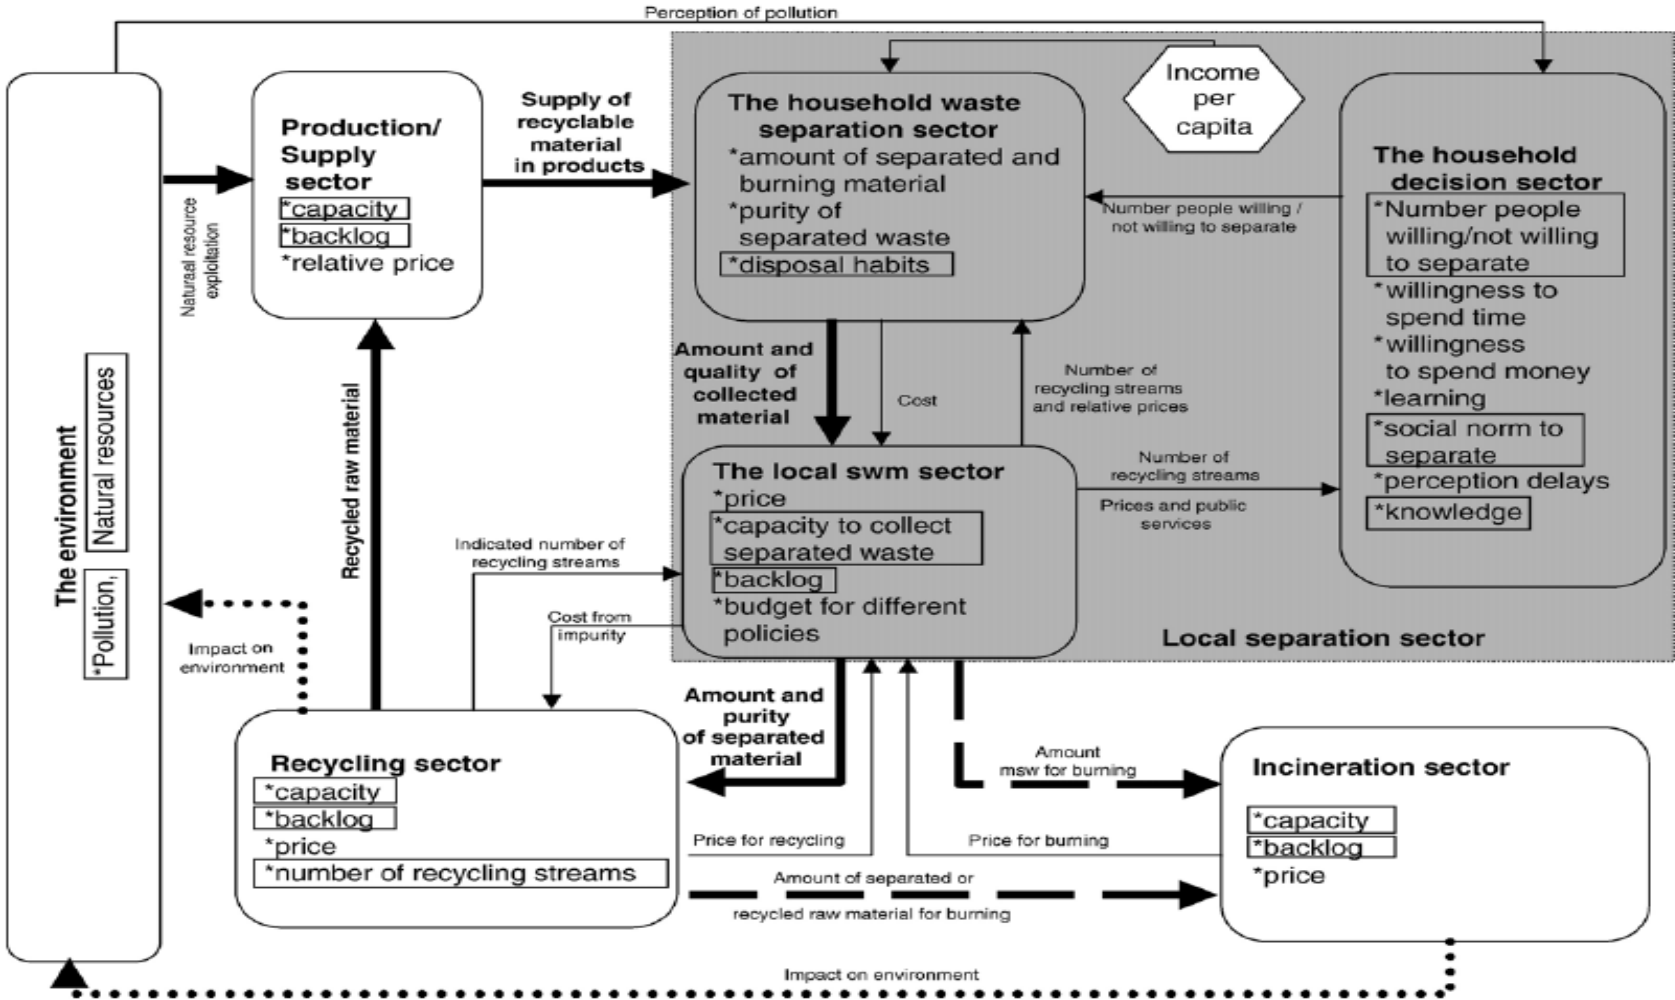 Perception of pollution
The environment
*Pollution,
Natural resources
Naturaal resource
exploitation
Production/
Supply
sector
*capacity
*backlog
*relative price
Supply of
recyclable
material
in products
The household waste
separation sector
*amount of separated and
burning material
*purity of
separated waste
*disposal habits
Income
per
capita
Number people willing /
not willing to separate
The household
decision sector
*Number people
willing/not willing
to separate
*willingness to
spend time
*willingness
to spend money
*learning
*social norm to
separate
*perception delays
*knowledge
Amount and
quality of
collected
material
Cost
Number of
recycling streams
and relative prices
Recycled raw material
The local swm sector
*price
*capacity to collect
separated waste
*backlog
*budget for different
policies
Number of
recycling streams
Prices and public
services
Local separation sector
Indicated number of
recycling streams
Cost from
impurity
Impact on
environment
Amount and
purity
of separated
material
Amount
msw for burning
Recycling sector
*capacity
*backlog
*price
*number of recycling streams
Price for recycling
Price for burning
Amount of separated or
recycled raw material for burning
Incineration sector
*capacity
*backlog
*price
Impact on environment